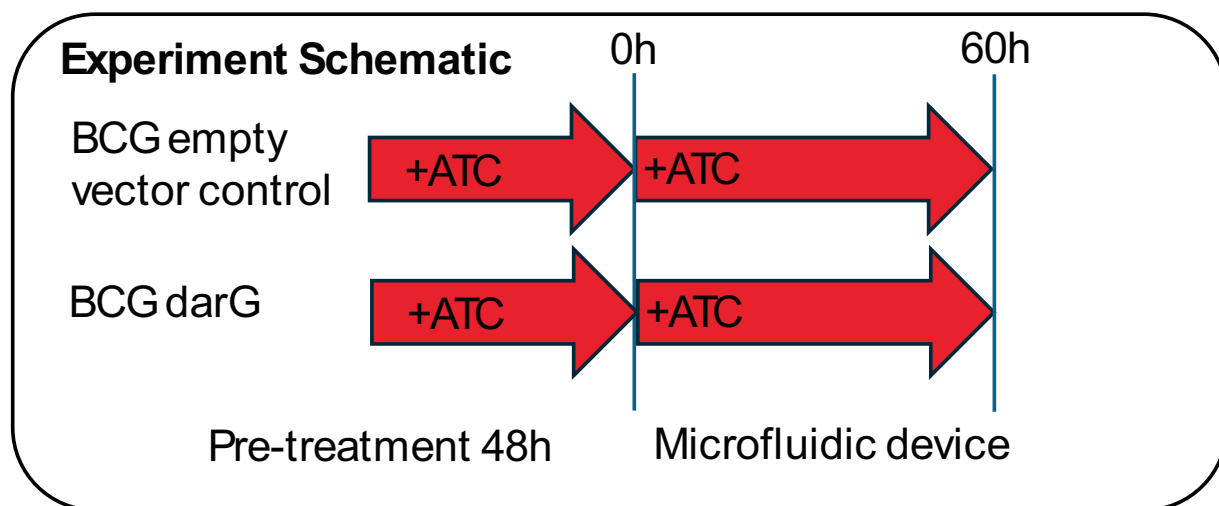 Experiment Schematic
0h
60h
BCG empty
vector control
+ATC
+ATC
BCG darG
+ATC
+ATC
Pre-treatment 48h
Microfluidic device